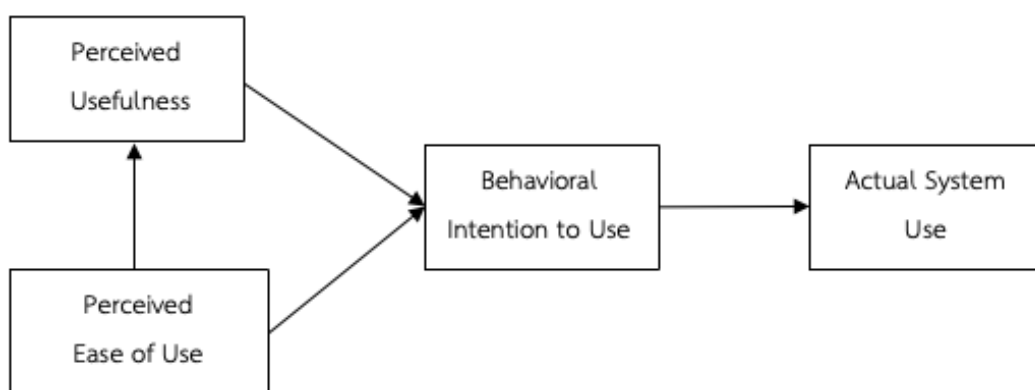 Perceived
Usefulness
Behavioral
Intention to Use
Actual System
Use
Perceived
Ease of Use